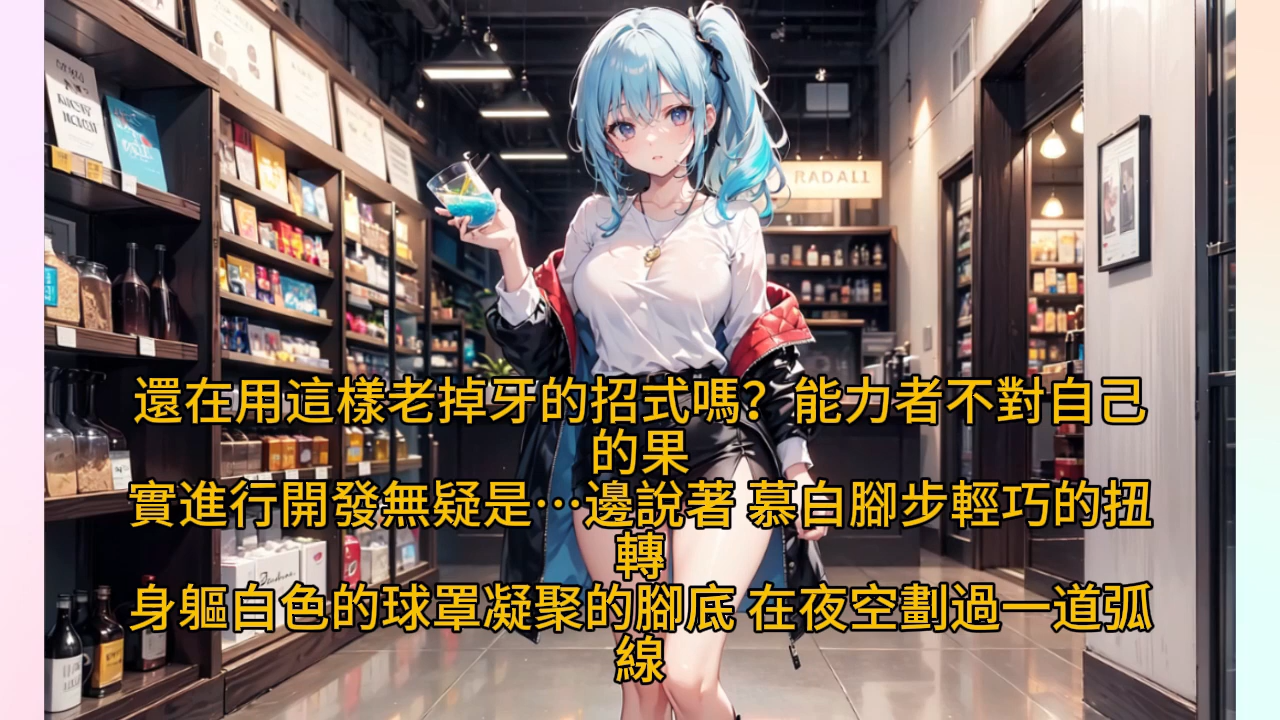 RADALL
還在用這樣老掉牙的招式嗎？能力者不對自己
的果
實進行開發無疑是…邊說著 慕白腳步輕巧的扭
轉
身軀白色的球罩凝聚的腳底 在夜空劃過一道弧
線